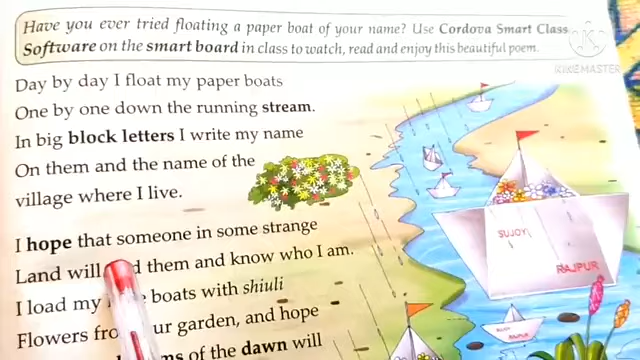 Have you ever tried floating a paper boat of your name? Use Cordova Smart Class
Software on the smart board in class to watch, read and enjoy this beautiful poem.
KINEMASTER
Day by day I float my paper boats
One by one down the running stream.
In big block letters I write my name
On them and the name of the
village where I live.
I hope that someone in some strange
Land will them and know who I am.
I load my boats with shiuli
Flowers garden, and hope
of the dawn will
SUJOY
RAJPUR